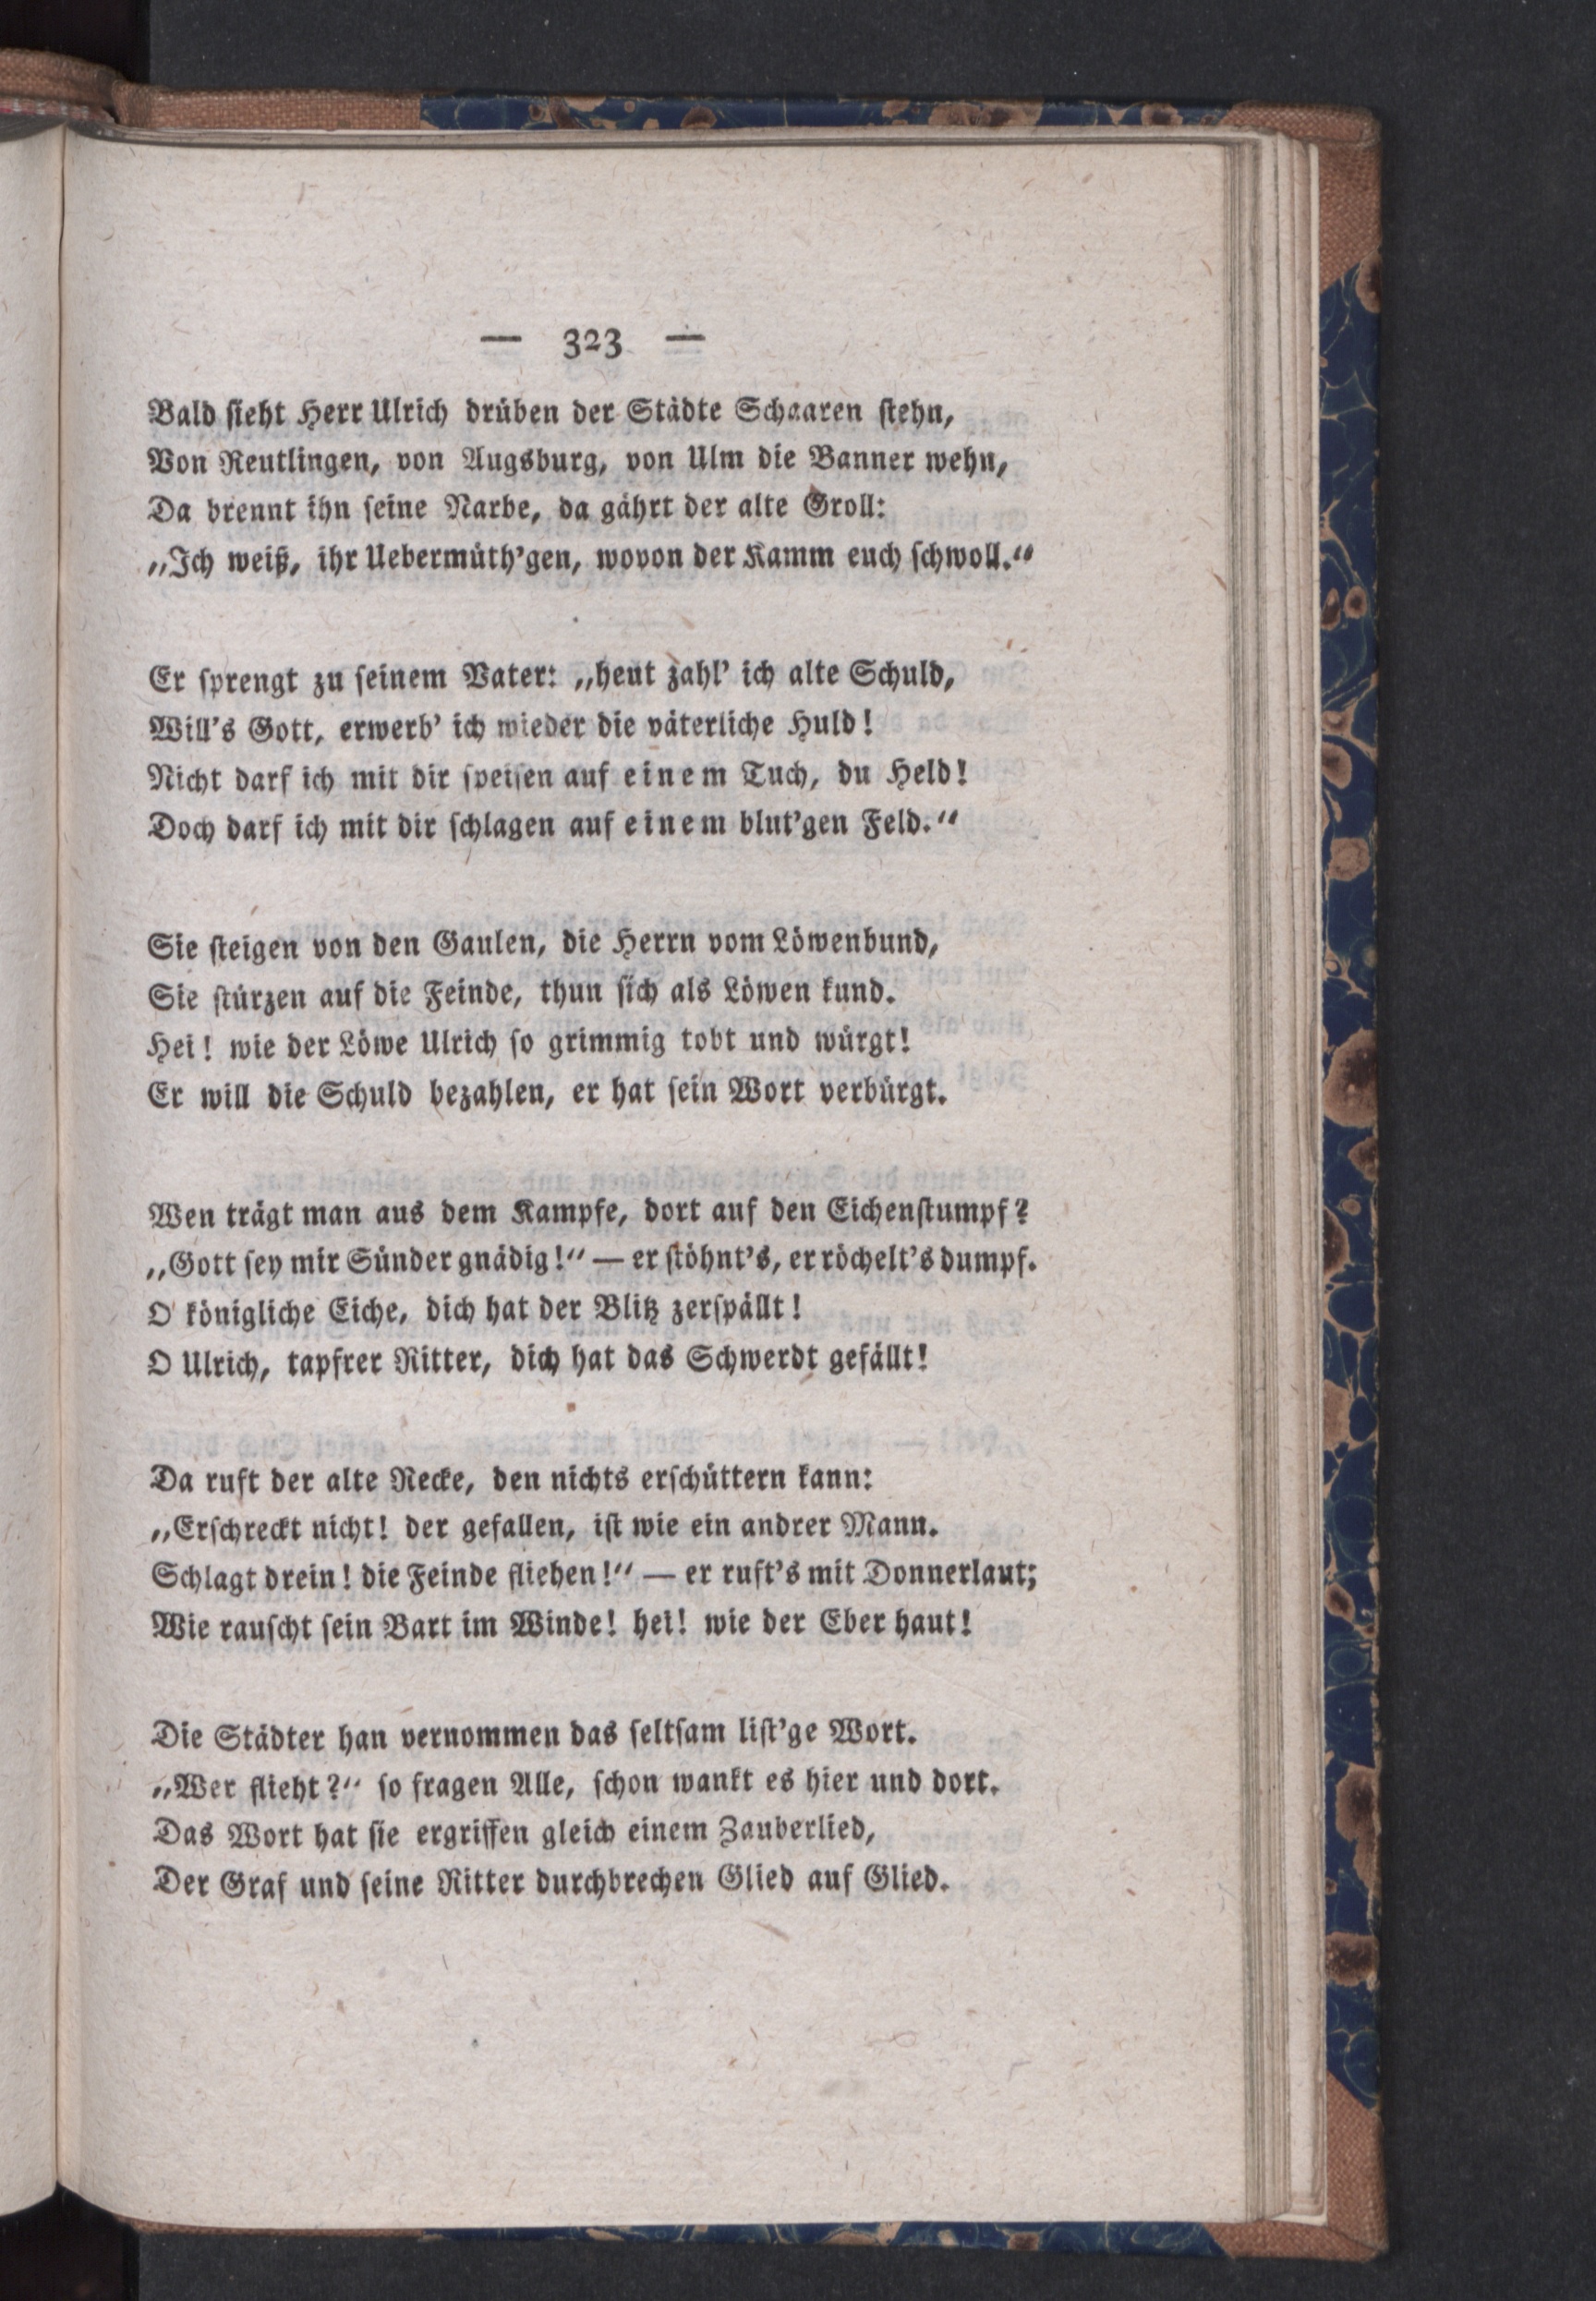 — 323 —
Bald ſieht Herr Ulrich drüben der Städte Schaaren ſtehn,
Von Reutlingen, von Augsburg, von Ulm die Banner wehn,
Da brennt ihn ſeine Narbe, da gährt der alte Groll:
„Ich weiß, ihr Uebermüth’gen, wovon der Kamm euch ſchwoll.“
Er ſprengt zu ſeinem Vater: „heut zahl’ ich alte Schuld,
Will’s Gott, erwerb’ ich wieder die väterliche Huld!
Nicht darf ich mit dir ſpeiſen auf einem Tuch, du Held!
Doch darf ich mit dir ſchlagen auf einem blut’gen Feld.“
Sie ſteigen von den Gaulen, die Herrn vom Löwenbund,
Sie ſtürzen auf die Feinde, thun ſich als Löwen kund.
Hei! wie der Löwe Ulrich ſo grimmig tobt und würgt!
Er will die Schuld bezahlen, er hat ſein Wort verbürgt.
Wen trägt man aus dem Kampfe, dort auf den Eichenſtumpf?
„Gott ſey mir Sünder gnädig!“ — er ſtöhnt’s, er röchelt’s dumpf.
O königliche Eiche, dich hat der Blitz zerſpällt!
O Ulrich, tapfrer Ritter, dich hat das Schwerdt gefällt!
Da ruft der alte Recke, den nichts erſchüttern kann:
„Erſchreckt nicht! der gefallen, iſt wie ein andrer Mann.
Schlagt drein! die Feinde fliehen!“ — er ruft’s mit Donnerlaut;
Wie rauſcht ſein Bart im Winde! hei! wie der Eber haut!
Die Städter han vernommen das ſeltſam liſt’ge Wort.
„Wer flieht?“ ſo fragen Alle, ſchon wankt es hier und dort.
Das Wort hat ſie ergriffen gleich einem Zauberlied,
Der Graf und ſeine Ritter durchbrechen Glied auf Glied.